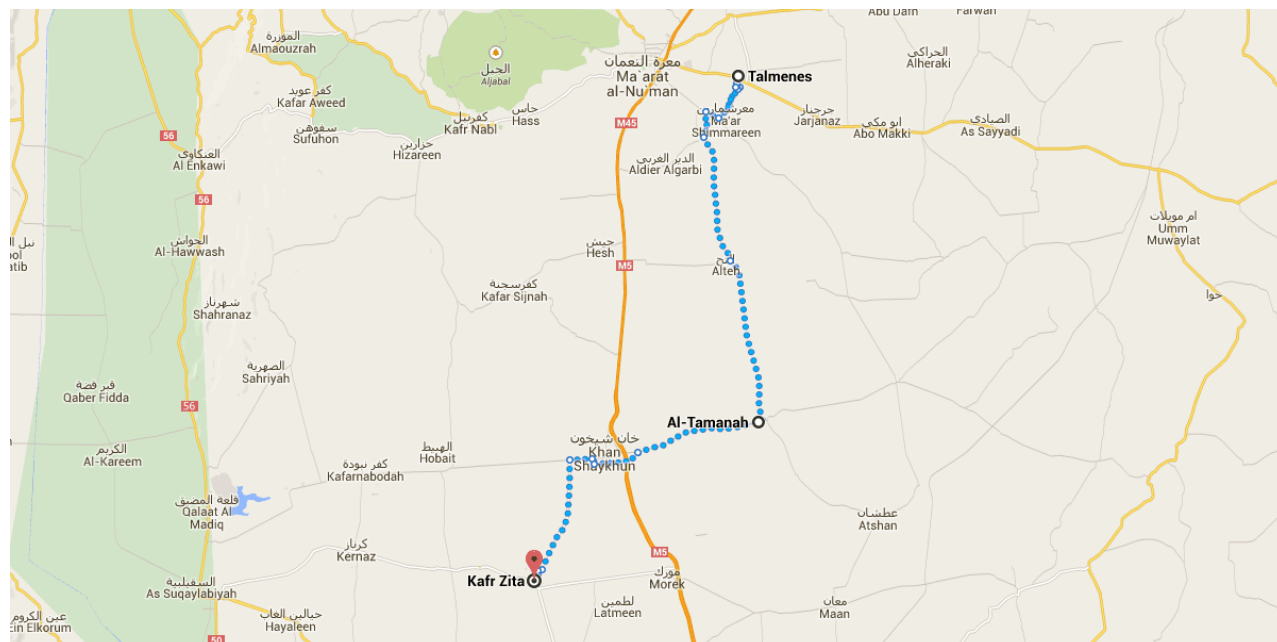 Abu Dafn
Farwan
الموزرة
Almaouzrah
الجبل
Aljabal
معرة النعمان
Ma`arat
al-Nu`man
Talmenes
الحراكي
Alheraki
كفر عويد
Kafar Aweed
حاس
Hass
كفرنبل
Kafr Nabl
M45
معرشمارين
Ma'ar
Shimmareen
جرجناز
Jarjanaz
ابو مكي
Abo Makki
الصيادي
As Sayyadi
سفوهن
Sufuhon
56
حزارين
Hizareen
العنكاوي
Al Enkawi
الدير الغربي
Aldier Algarbi
56
ام مويلات
Umm
Muwaylat
الحواش
Al-Hawwash
حيش
Hesh
M5
التح
Alteh
كفرسجنة
Kafar Sijnah
حوا
شهرناز
Shahranaz
الصهرية
Sahriyah
قبر فضة
Qaber Fidda
56
Al-Tamanah
الكريم
Al-Kareem
الهبيط
Hobait
خان شيخون
Khan
Shaykhun
كفر نبودة
Kafarnabodah
قلعة المضيق
Qalaat Al
Madiq
عطشان
Atshan
كرناز
Kernaz
M5
السقيلبية
As Suqaylabiyah
Kafr Zita
مورك
Morek
لطمين
Latmeen
معان
Maan
عين الكروم
Ein Elkorum
حيالين الغاب
Hayaleen
50